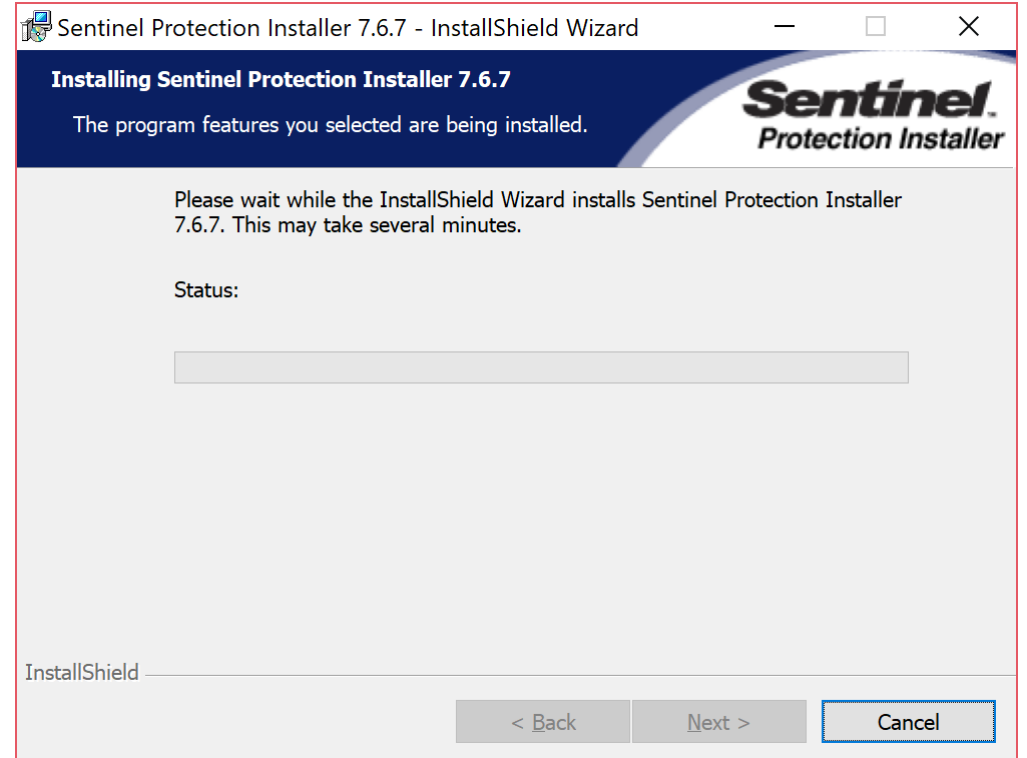 Sentinel Protection Installer 7.6.7 - InstallShield Wizard
Installing Sentinel Protection Installer 7.6.7
The program features you selected are being installed.
Sentinel.
Protection Installer
Please wait while the InstallShield Wizard installs Sentinel Protection Installer
7.6.7. This may take several minutes.
Status:
InstallShield
< Back
Next >
Cancel